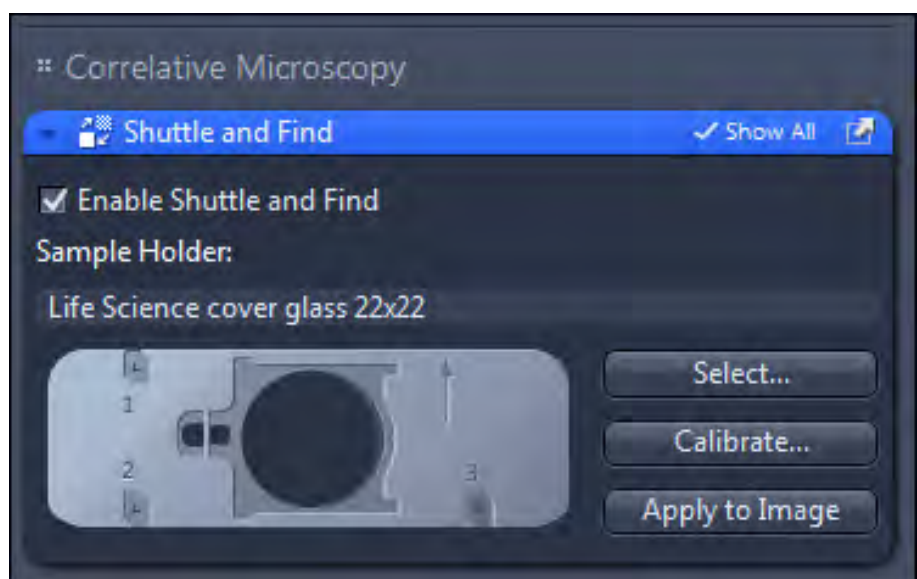 Correlative Microscopy
Shuttle and Find
Show All
Enable Shuttle and Find
Sample Holder:
Life Science cover glass 22x22
Select...
1
Calibrate...
2
3
Apply to Image